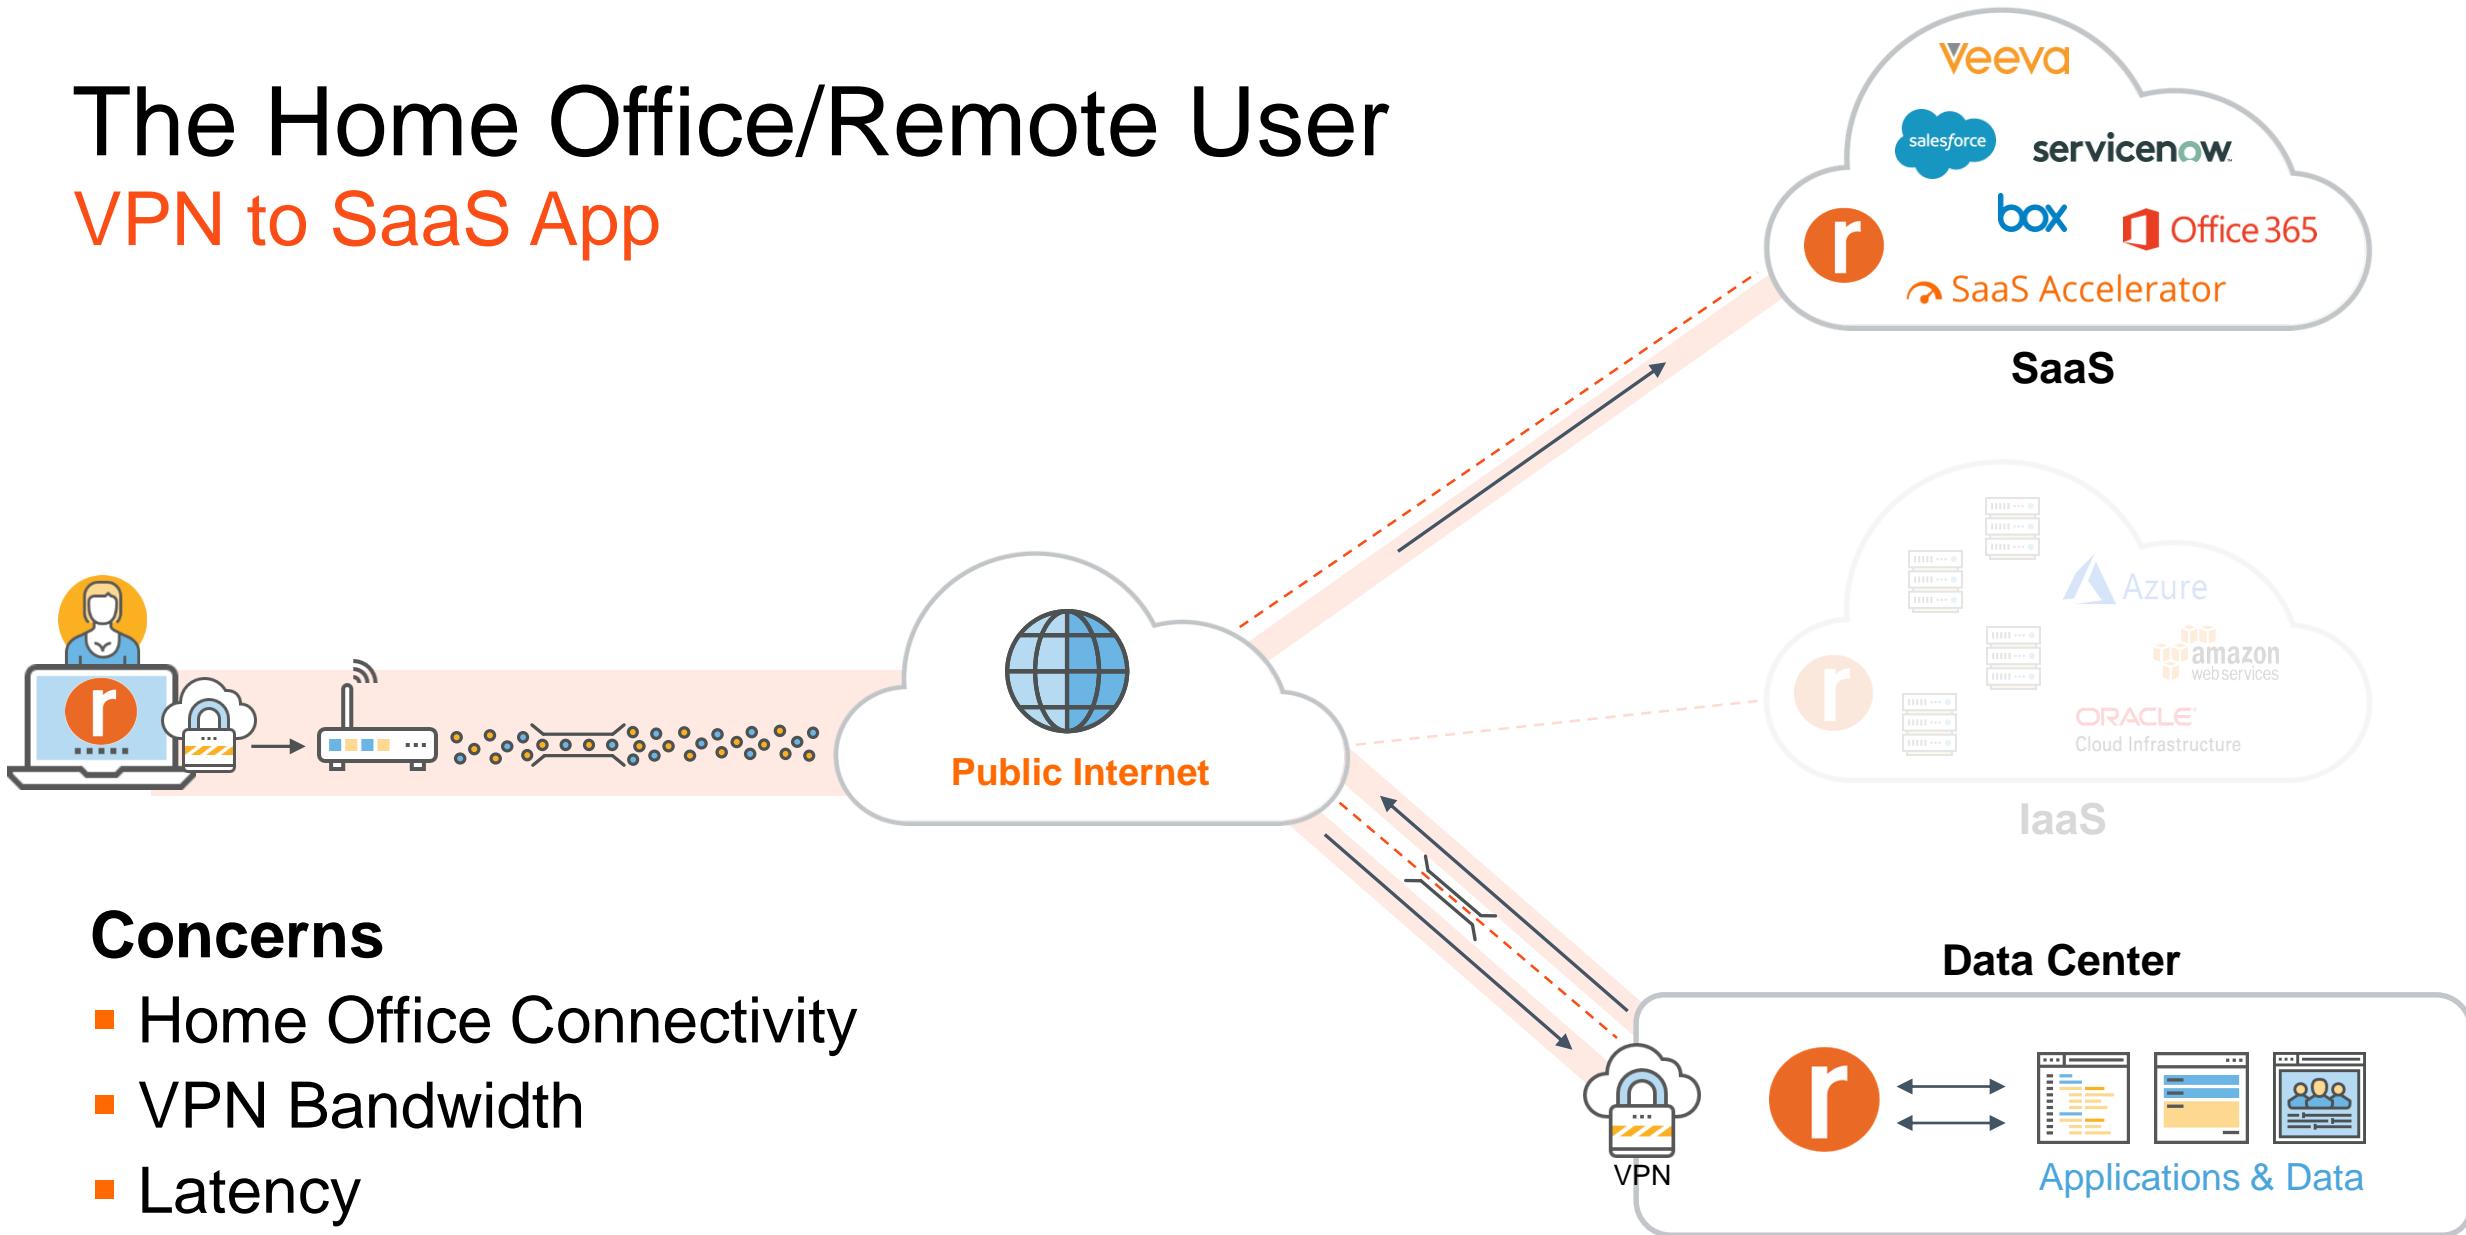 The Home Office/Remote User
VPN to SaaS App
veeva
salesforce
servicenow
box
Office 365
r
SaaS Accelerator
SaaS
Azure
amazon
webservices
r
ORACLE
Cloud Infrastructure
IaaS
r
Public Internet
Concerns
Home Office Connectivity
VPN Bandwidth
Latency
Data Center
r
VPN
Applications & Data